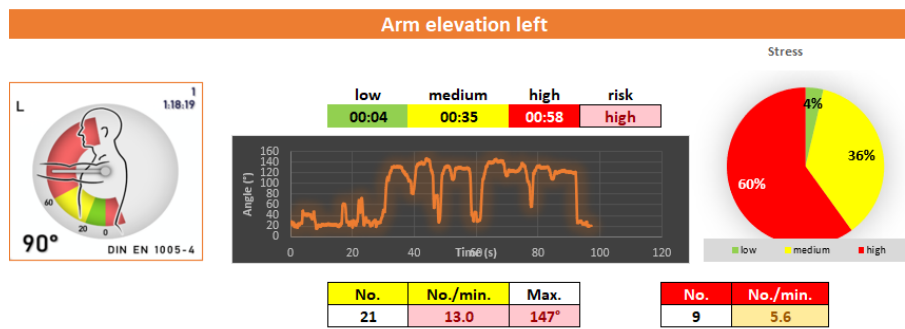 Arm elevation left
Stress
L
1
1:18:19
60
20
0
90°
DIN EN 1005-4
low medium high risk
00:04 00:35 00:58 high
Angle (°)
160
140
120
100
80
60
40
20
0
0 20 40 60 80 100 120
Time (s)
4%
36%
60%
low medium high
No. No./min. Max.
21 13.0 147°
No. No./min.
9 5.6